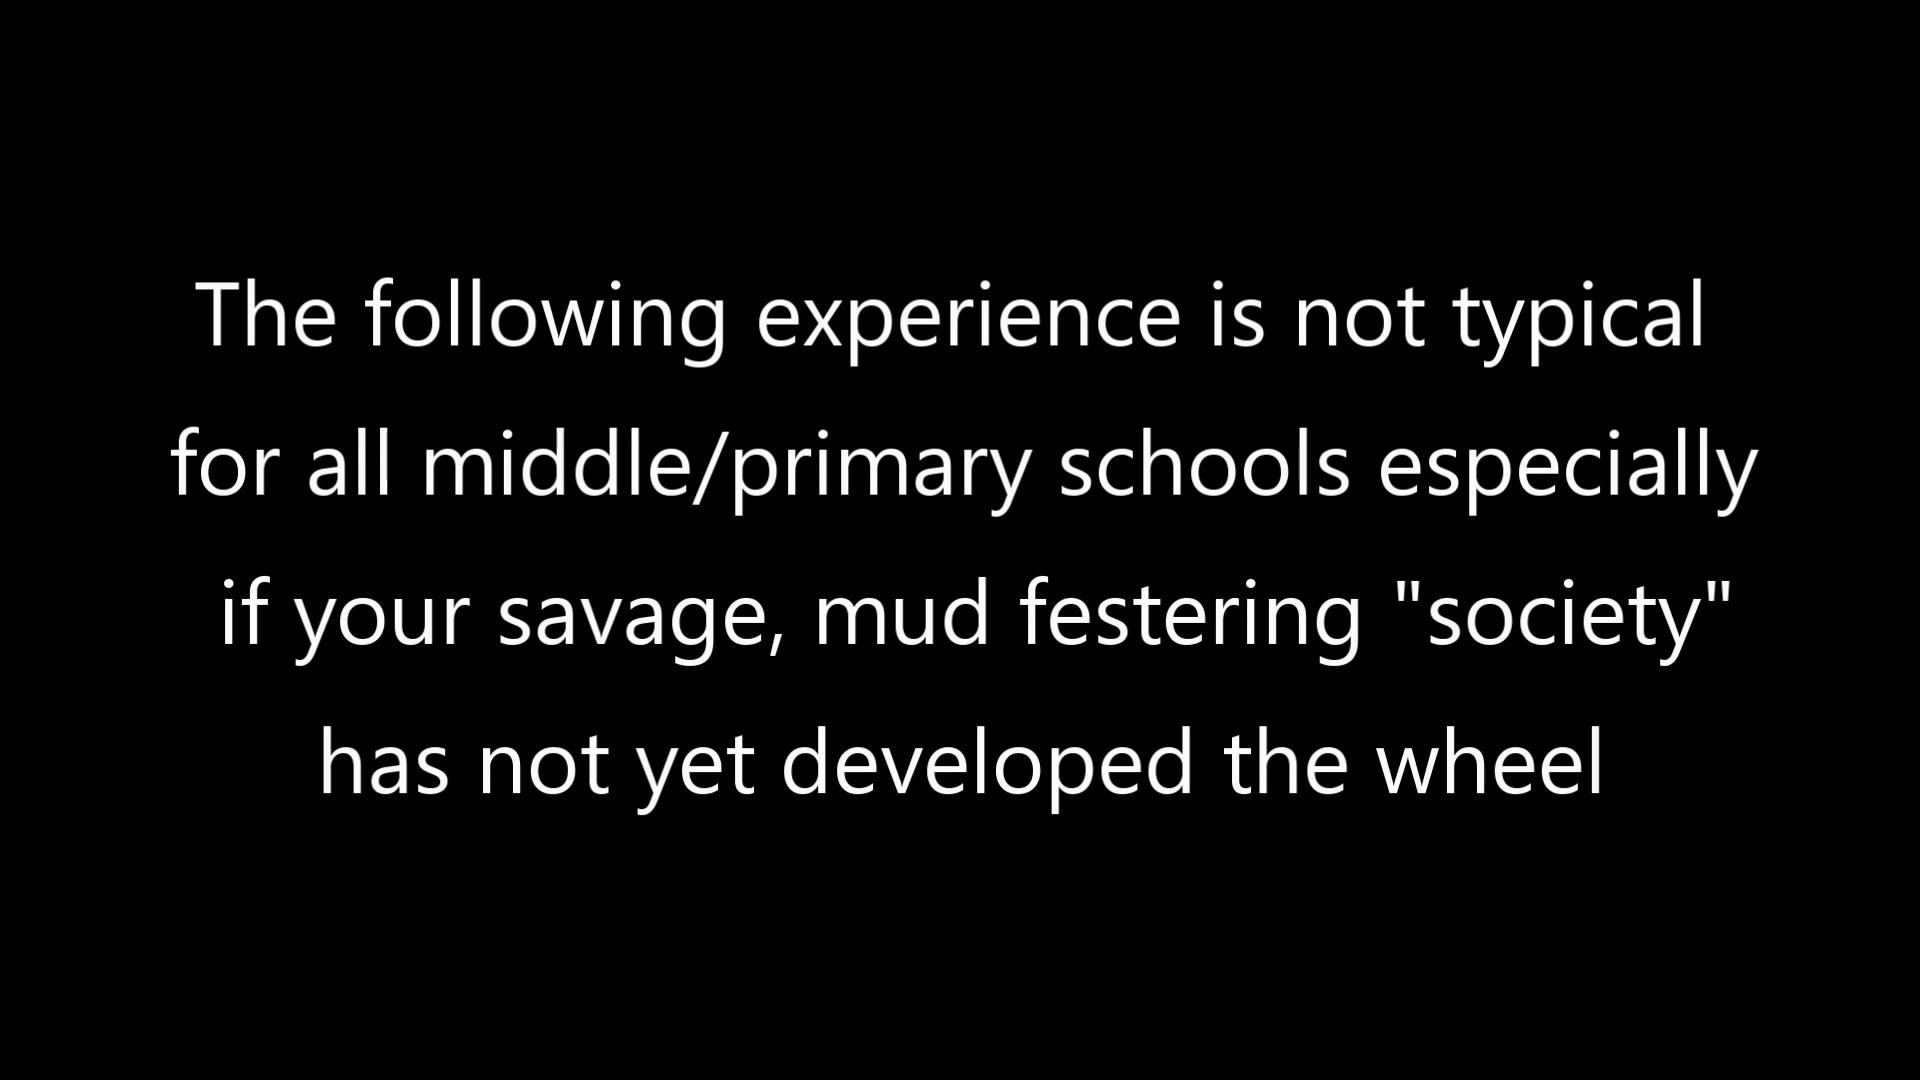 The following experience is not typical
for all middle/primary schools especially
if your savage, mud festering "society"
has not yet developed the wheel